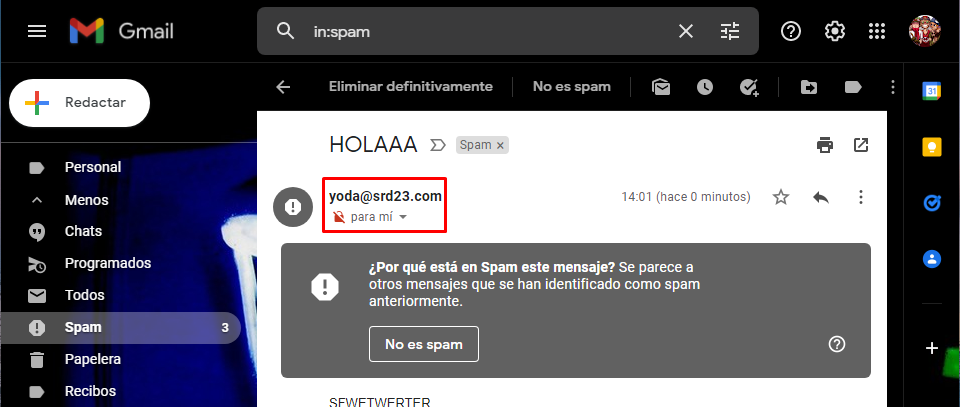 Gmail
in:spam
Redactar
Eliminar definitivamente
No es spam
31
HOLAAA
Spam ×
yoda@srd23.com
para mí
14:01 (hace 0 minutos)
¿Por qué está en Spam este mensaje? Se parece a
otros mensajes que se han identificado como spam
anteriormente.
No es spam
SFWETWERTER
Personal
Menos
Chats
Programados
Todos
Spam 3
Papelera
Recibos